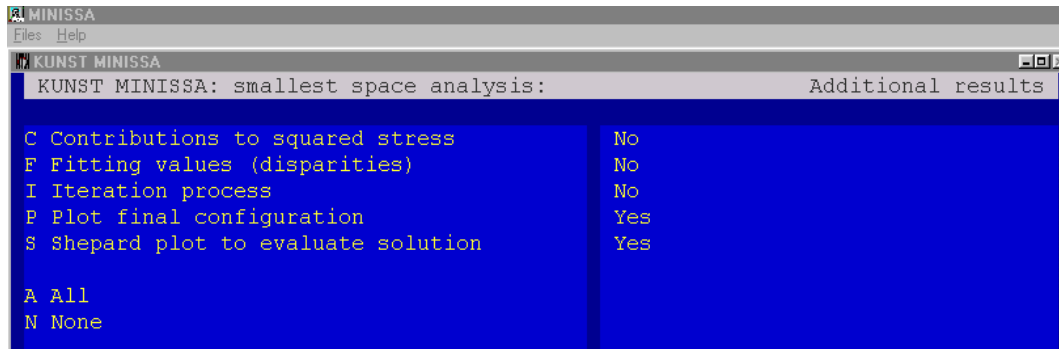 MINISSA
Files Help
KUNST MINISSA
KUNST MINISSA: smallest space analysis: Additional results
C Contributions to squared stress No
F Fitting values (disparities) No
I Iteration process No
P Plot final configuration Yes
S Shepard plot to evaluate solution Yes
A All
N None